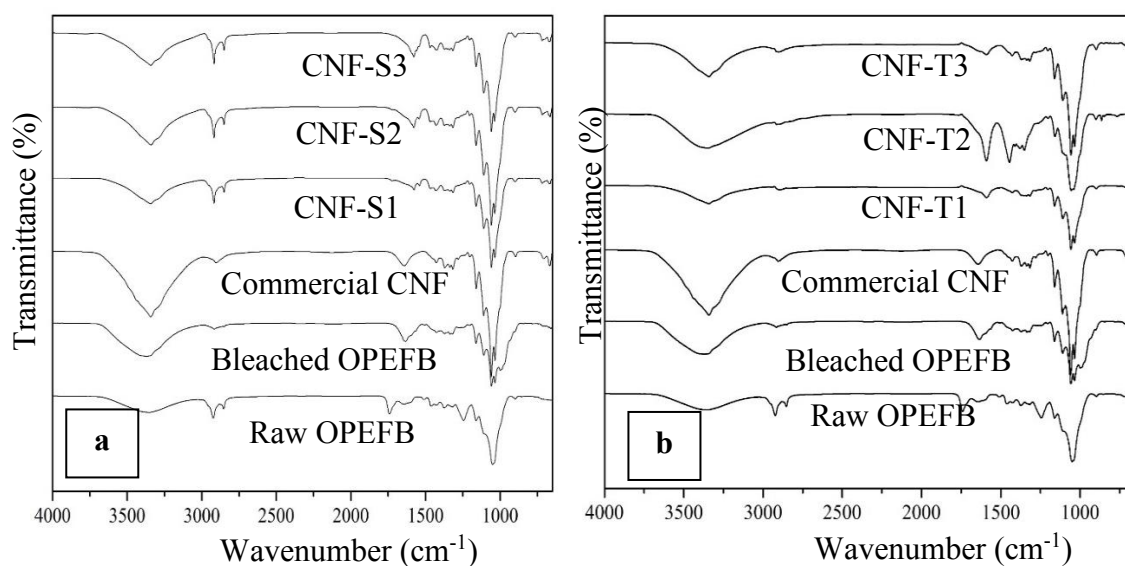 Transmittance (%)
CNF-S3
CNF-S2
CNF-S1
Commercial CNF
Bleached OPEFB
Raw OPEFB
a
4000 3500 3000 2500 2000 1500 1000
Wavenumber (cm⁻¹)
Transmittance (%)
CNF-T3
CNF-T2
CNF-T1
Commercial CNF
Bleached OPEFB
Raw OPEFB
b
4000 3500 3000 2500 2000 1500 1000
Wavenumber (cm⁻¹)